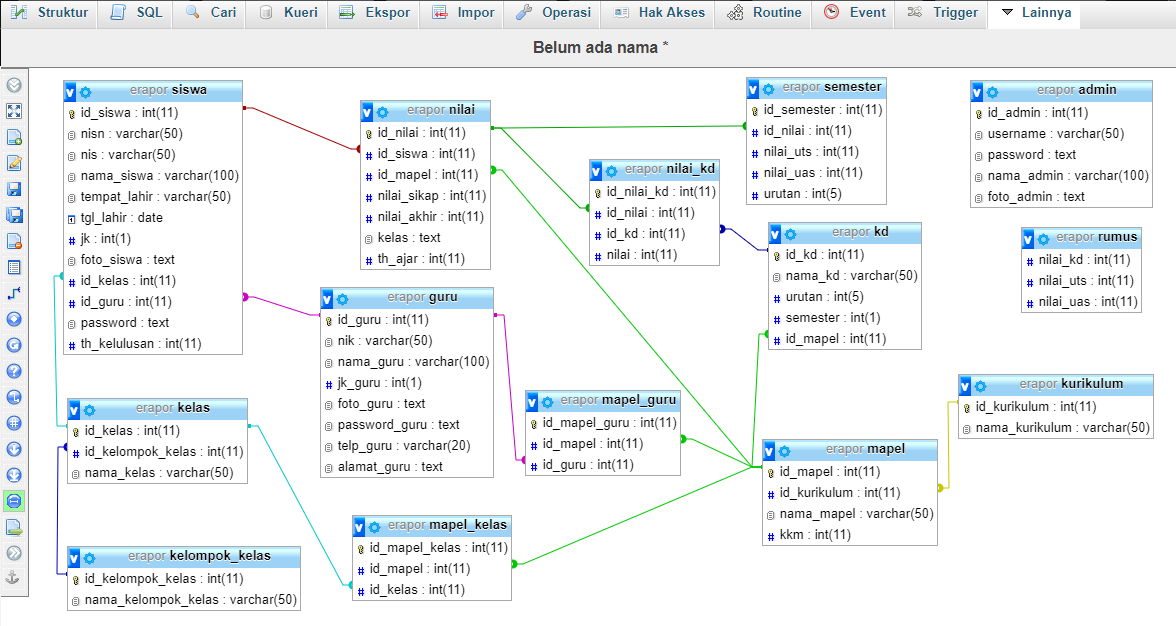 Struktur SQL Cari Kueri Ekspor Impor Operasi Hak Akses Routine Event Trigger Lainnya
Belum ada nama *
erapor siswa
id_siswa : int(11)
nisn : varchar(50)
nis : varchar(50)
nama_siswa : varchar(100)
tempat_lahir : varchar(50)
tgl_lahir : date
jk : int(1)
foto_siswa : text
id_kelas : int(11)
id_guru : int(11)
password : text
th_kelulusan : int(11)
erapor nilai
id_nilai : int(11)
id_siswa : int(11)
id_mapel : int(11)
nilai_sikap : int(11)
nilai_akhir : int(11)
kelas : text
th_ajar : int(11)
erapor semester
id_semester : int(11)
id_nilai : int(11)
nilai_uts : int(11)
nilai_uas : int(11)
urutan : int(5)
erapor admin
id_admin : int(11)
username : varchar(50)
password : text
nama_admin : varchar(100)
foto_admin : text
erapor nilai_kd
id_nilai_kd : int(11)
id_nilai : int(11)
id_kd : int(11)
nilai : int(11)
erapor kd
id_kd : int(11)
nama_kd : varchar(50)
urutan : int(5)
semester : int(1)
id_mapel : int(11)
erapor rumus
nilai_kd : int(11)
nilai_uts : int(11)
nilai_uas : int(11)
erapor guru
id_guru : int(11)
nik : varchar(50)
nama_guru : varchar(100)
jk_guru : int(1)
foto_guru : text
password_guru : text
telp_guru : varchar(20)
alamat_guru : text
erapor mapel_guru
id_mapel_guru : int(11)
id_mapel : int(11)
id_guru : int(11)
erapor kurikulum
id_kurikulum : int(11)
nama_kurikulum : varchar(50)
erapor kelas
id_kelas : int(11)
id_kelompok_kelas : int(11)
nama_kelas : varchar(50)
erapor mapel
id_mapel : int(11)
id_kurikulum : int(11)
nama_mapel : varchar(50)
kkm : int(11)
erapor mapel_kelas
id_mapel_kelas : int(11)
id_mapel : int(11)
id_kelas : int(11)
erapor kelompok_kelas
id_kelompok_kelas : int(11)
nama_kelompok_kelas : varchar(50)